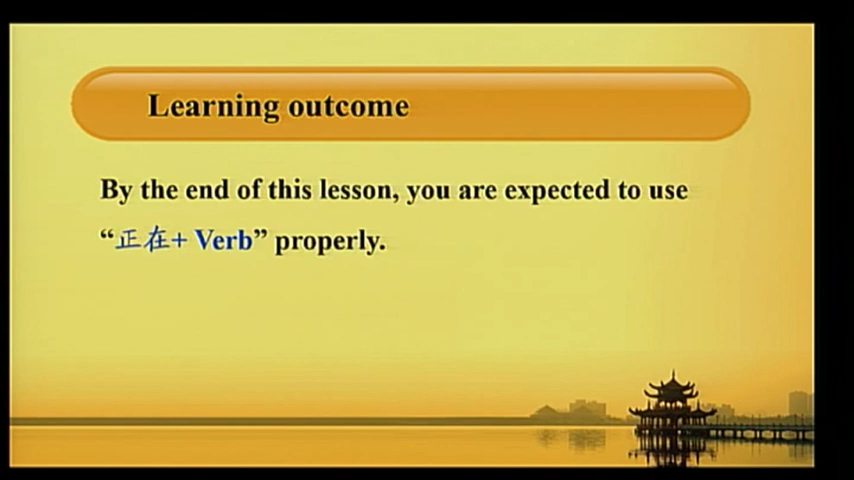 Learning outcome
By the end of this lesson, you are expected to use
“正在+ Verb” properly.